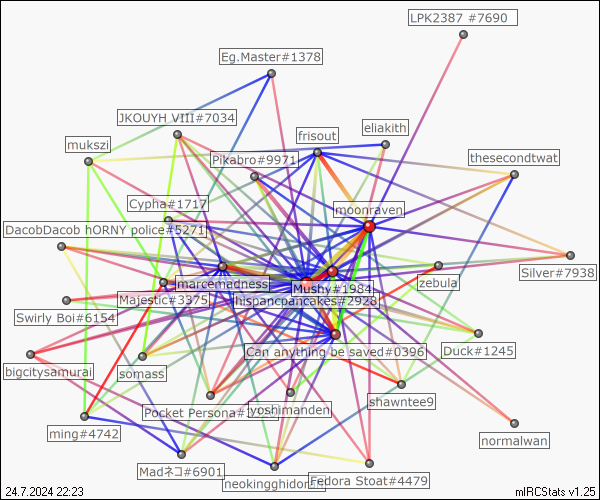 LPK2387 #7690
Eg.Master#1378
JKOUYH VIII#7034
eliakith
frisout
mukszi
Pikabro#9971
thesecondtwat
Cypha#1717
moonraven
DacobDacob hORNY police#5271
Silver#7938
zebula
marcemadness
Mushy#1984
Majestic#3375
hispancpancakes#2928
Swirly Boi#6154
Can anything be saved#0396
Duck#1245
bigcitysamurai
somass
shawntee9
Pocket Persona
yoshimanden
ming#4742
normalwan
Madネコ#6901
Fedora Stoat#4479
24.7.2024 22:23
mIRCStats v1.25